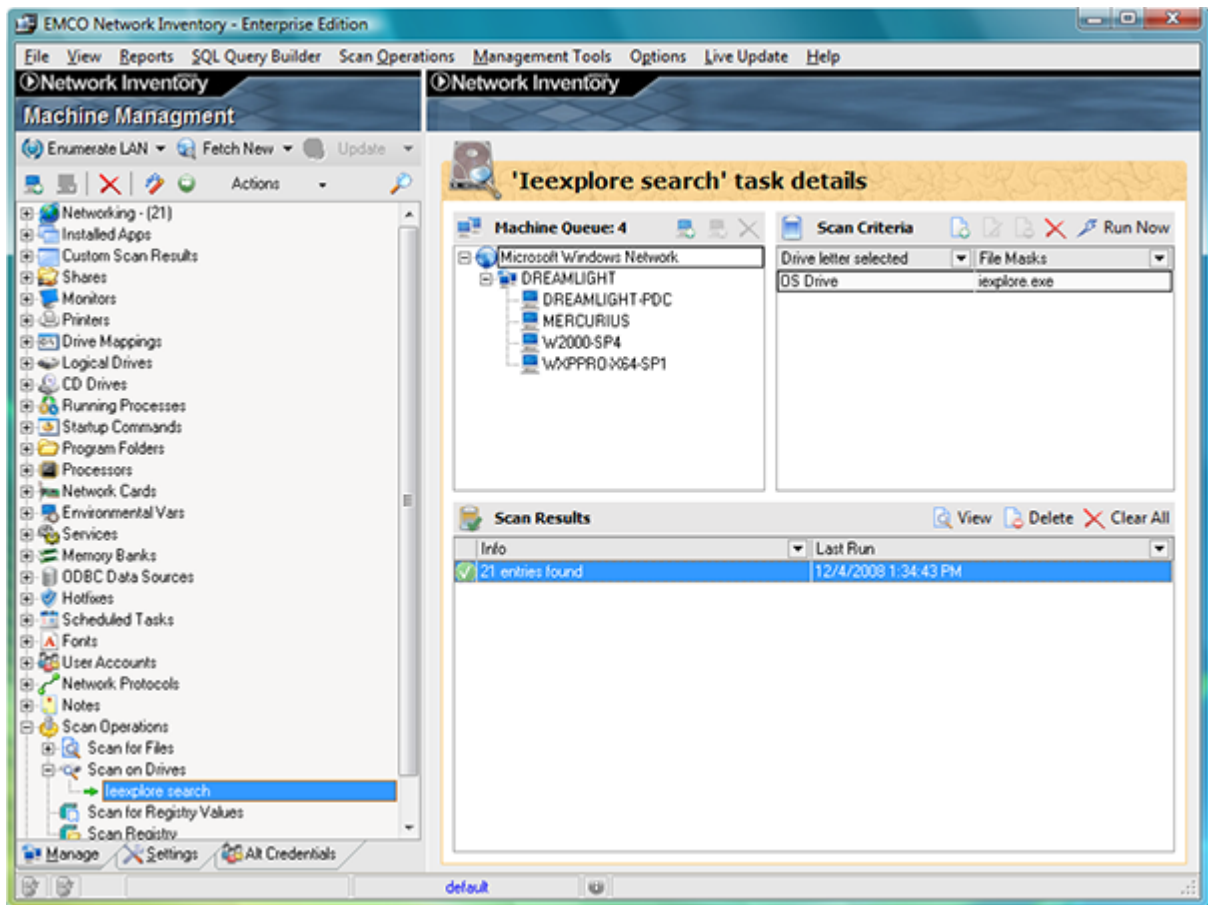 EMCO Network Inventory - Enterprise Edition
File View Reports SQL Query Builder Scan Operations Management Tools Options Live Update Help
Network Inventory
Machine Managment
Enumerate LAN Fetch New Update
Actions
Networking - (21)
Installed Apps
Custom Scan Results
Shares
Monitors
Printers
Drive Mappings
Logical Drives
CD Drives
Running Processes
Startup Commands
Program Folders
Processors
Network Cards
Environmental Vars
Services
Memory Banks
ODBC Data Sources
Hotfixes
Scheduled Tasks
Fonts
User Accounts
Network Protocols
Notes
Scan Operations
Scan for Files
Scan on Drives
Ieexplore search
Scan for Registry Values
Scan Registry
Manage Settings Alt Credentials
Network Inventory
'Ieexplore search' task details
Machine Queue: 4
Microsoft Windows Network
DREAMLIGHT
DREAMLIGHT-PDC
MERCURIUS
W2000-SP4
WXPPRO-X64-SP1
Scan Criteria Run Now
Drive letter selected File Masks
OS Drive iexplore.exe
Scan Results View Delete Clear All
Info Last Run
21 entries found 12/4/2008 1:34:43 PM
default